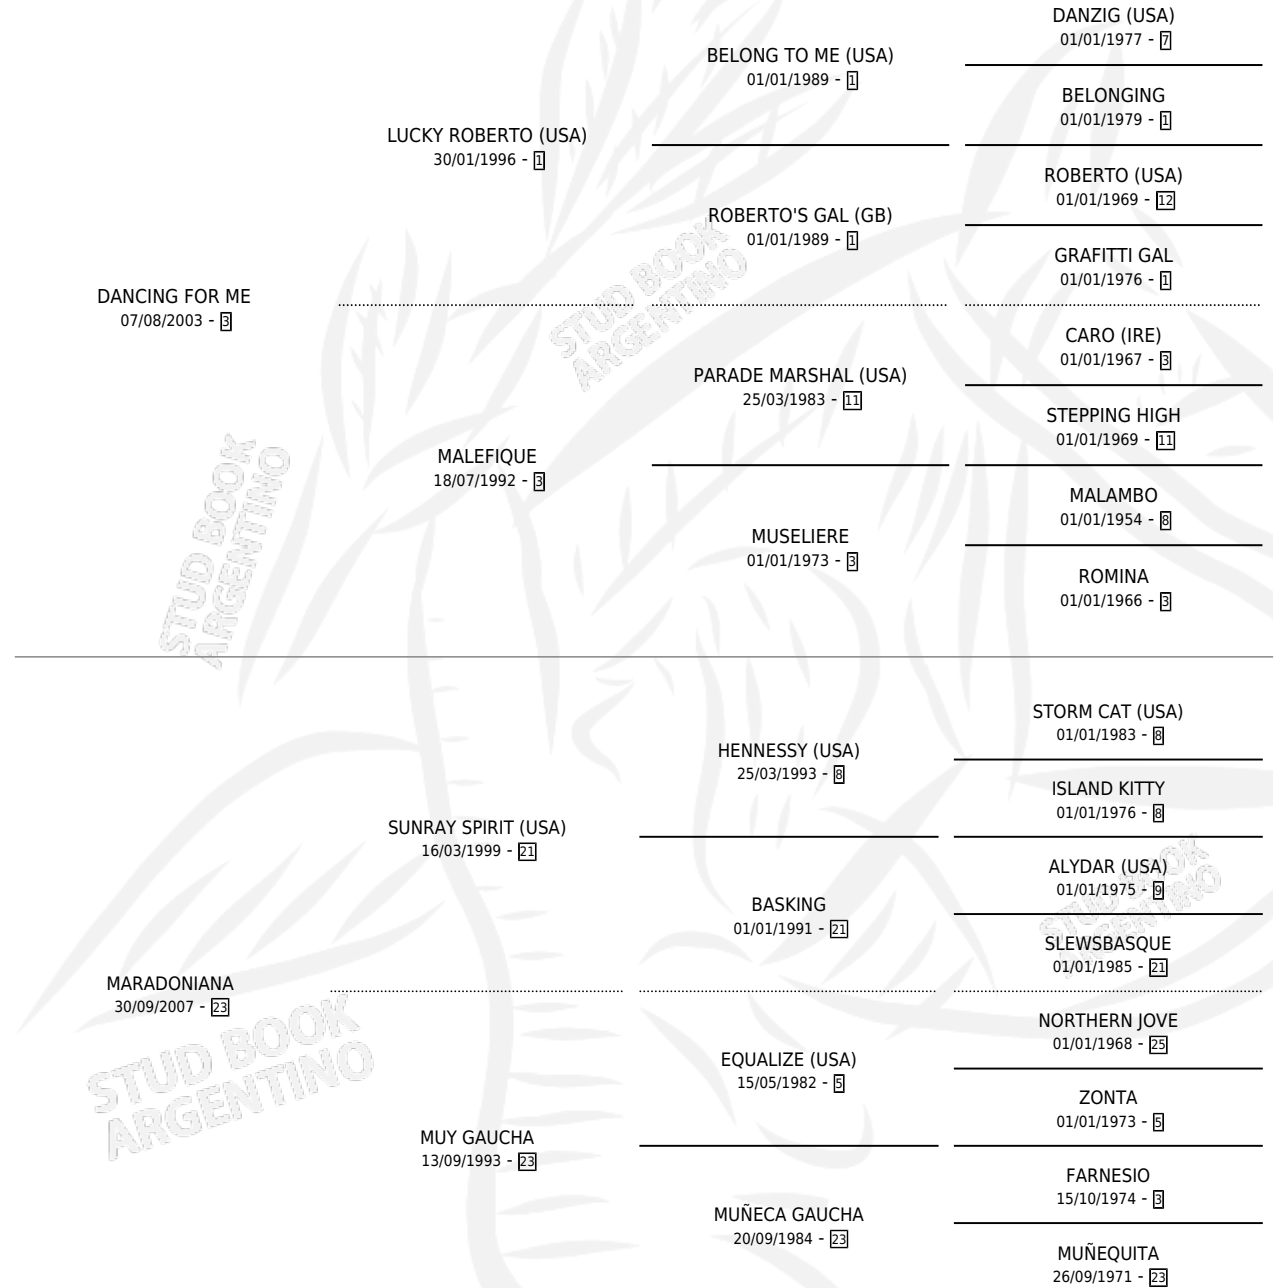 DANZIG (USA)
01/01/1977 - 7
BELONG TO ME (USA)
01/01/1989 - 1
BELONGING
01/01/1979 - 1
LUCKY ROBERTO (USA)
30/01/1996 - 1
ROBERTO (USA)
01/01/1969 - 12
ROBERTO'S GAL (GB)
01/01/1989 - 1
GRAFITTI GAL
01/01/1976 - 1
DANCING FOR ME
07/08/2003 - 3
STUD BOOK
ARGENTINO
CARO (IRE)
01/01/1967 - 3
PARADE MARSHAL (USA)
25/03/1983 - 11
STEPPING HIGH
01/01/1969 - 11
MALEFIQUE
18/07/1992 - 3
MALAMBO
01/01/1954 - 8
MUSELIERE
01/01/1973 - 3
ROMINA
01/01/1966 - 3
STUD BOOK
ARGENTINO
STORM CAT (USA)
01/01/1983 - 8
HENNESSY (USA)
25/03/1993 - 8
ISLAND KITTY
01/01/1976 - 8
SUNRAY SPIRIT (USA)
16/03/1999 - 21
ALYDAR (USA)
01/01/1975 - 9
BASKING
01/01/1991 - 21
STUD BOOK
ARGENTINO
SLEWSBASQUE
01/01/1985 - 21
MARADONIANA
30/09/2007 - 23
NORTHERN JOVE
01/01/1968 - 25
EQUALIZE (USA)
15/05/1982 - 5
ZONTA
01/01/1973 - 5
STUD BOOK
ARGENTINO
MUY GAUCHA
13/09/1993 - 23
FARNESIO
15/10/1974 - 3
MUÑECA GAUCHA
20/09/1984 - 23
MUÑEQUITA
26/09/1971 - 23